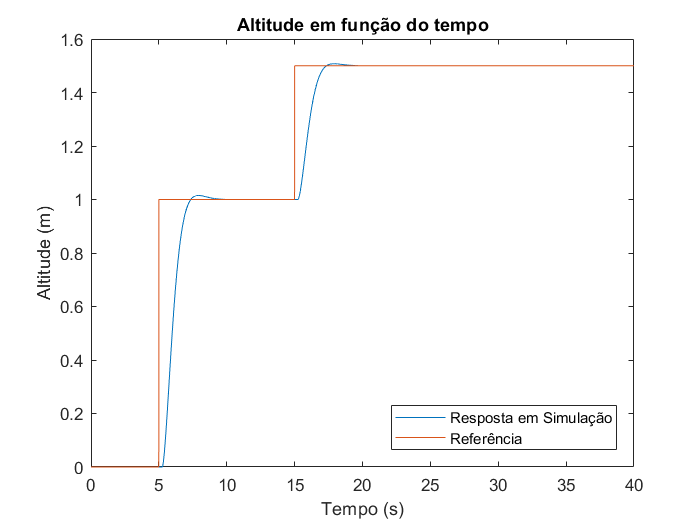 Altitude em função do tempo
1.6
1.4
1.2
1
0.8
0.6
0.4
0.2
0
Altitude (m)
Resposta em Simulação
Referência
0 5 10 15 20 25 30 35 40
Tempo (s)